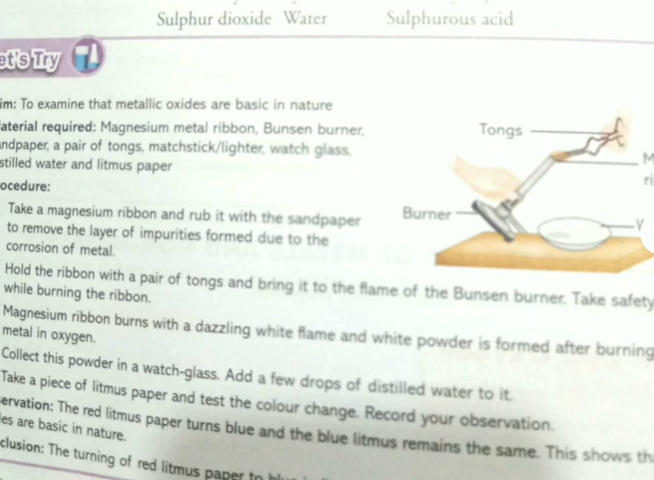 Sulphur dioxide Water Sulphurous acid
et's Try
im: To examine that metallic oxides are basic in nature
aterial required: Magnesium metal ribbon, Bunsen burner,
ndpaper, a pair of tongs, matchstick/lighter, watch glass,
stilled water and litmus paper
ocedure:
Take a magnesium ribbon and rub it with the sandpaper
to remove the layer of impurities formed due to the
corrosion of metal.
Tongs
M
ri
Burner
Hold the ribbon with a pair of tongs and bring it to the flame of the Bunsen burner. Take safety
while burning the ribbon.
Magnesium ribbon burns with a dazzling white flame and white powder is formed after burning
metal in oxygen.
Collect this powder in a watch-glass. Add a few drops of distilled water to it.
Take a piece of litmus paper and test the colour change. Record your observation.
ervation: The red litmus paper turns blue and the blue litmus remains the same. This shows th
es are basic in nature.
clusion: The turning of red litmus paper to